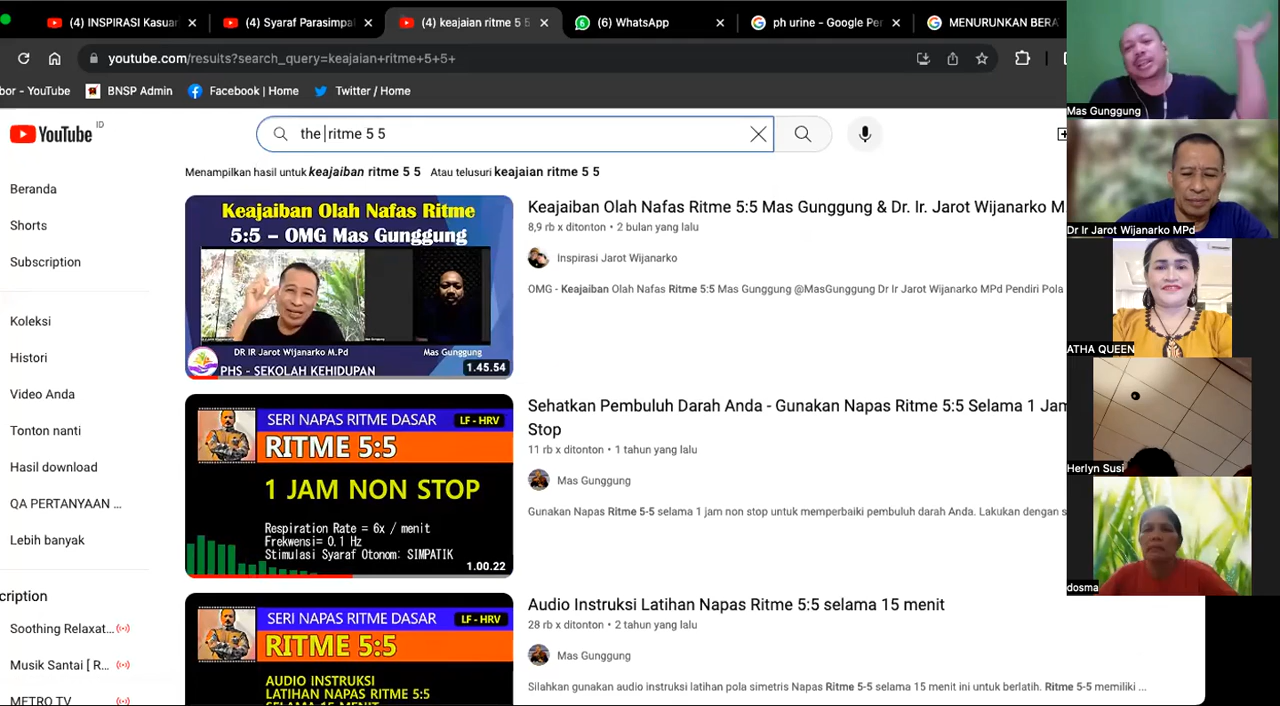 (4) INSPIRASI Kasuar
(4) Syaraf Parasimpal
(4) keajaian ritme 5 5
(6) WhatsApp
ph urine - Google Per
MENURUNKAN BERA
youtube.com/results?search_query=keajaian+ritme+5+5+
bor - YouTube
BNSP Admin
Facebook | Home
Twitter / Home
YouTube ID
the ritme 5 5
Menampilkan hasil untuk keajaiban ritme 5 5 Atau telusuri keajaian ritme 5 5
Beranda
Shorts
Subscription
Koleksi
Histori
Video Anda
Tonton nanti
Hasil download
QA PERTANYAAN ...
Lebih banyak
cription
Soothing Relaxat...
Musik Santai [ R...
METRO TV
Keajaiban Olah Nafas Ritme
5:5 – OMG Mas Gunggung
DR IR Jarot Wijanarko M.Pd
Mas Gunggung
PHS - SEKOLAH KEHIDUPAN
1.45.54
Keajaiban Olah Nafas Ritme 5:5 Mas Gunggung & Dr. Ir. Jarot Wijanarko M
8,9 rb x ditonton • 2 bulan yang lalu
Inspirasi Jarot Wijanarko
OMG - Keajaiban Olah Nafas Ritme 5:5 Mas Gunggung @MasGunggung Dr Ir Jarot Wijanarko MPd Pendiri Pola
SERI NAPAS RITME DASAR
LF - HRV
RITME 5:5
1 JAM NON STOP
Respiration Rate = 6x / menit
Frekwensi= 0.1 Hz
Stimulasi Syaraf Otonom: SIMPATIK
1.00.22
Sehatkan Pembuluh Darah Anda - Gunakan Napas Ritme 5:5 Selama 1 Jam
Stop
11 rb x ditonton • 1 tahun yang lalu
Mas Gunggung
Gunakan Napas Ritme 5-5 selama 1 jam non stop untuk memperbaiki pembuluh darah Anda. Lakukan dengan s
SERI NAPAS RITME DASAR
LF - HRV
RITME 5:5
AUDIO INSTRUKSI
LATIHAN NAPAS RITME 5:5
SELAMA 15 MENIT
Audio Instruksi Latihan Napas Ritme 5:5 selama 15 menit
28 rb x ditonton • 2 tahun yang lalu
Mas Gunggung
Silahkan gunakan audio instruksi latihan pola simetris Napas Ritme 5-5 selama 15 menit ini untuk berlatih. Ritme 5-5 memiliki ...
Mas Gunggung
Dr Ir Jarot Wijanarko MPd
ATHA QUEEN
Herlyn Susi
dosma